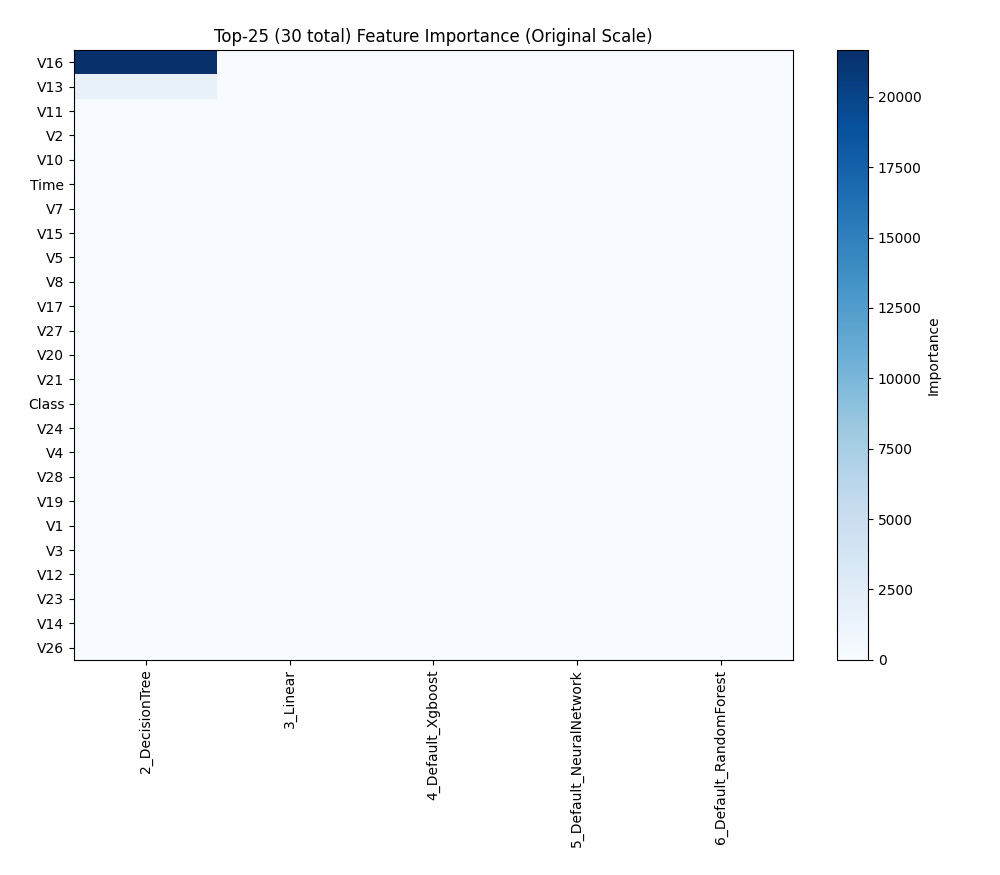 Top-25 (30 total) Feature Importance (Original Scale)
V16
V13
V11
V2
V10
Time
V7
V15
V5
V8
V17
V27
V20
V21
Class
V24
V4
V28
V19
V1
V3
V12
V23
V14
V26
2_DecisionTree
3_Linear
4_Default_Xgboost
5_Default_NeuralNetwork
6_Default_RandomForest
20000
17500
15000
12500
10000
7500
5000
2500
0
Importance